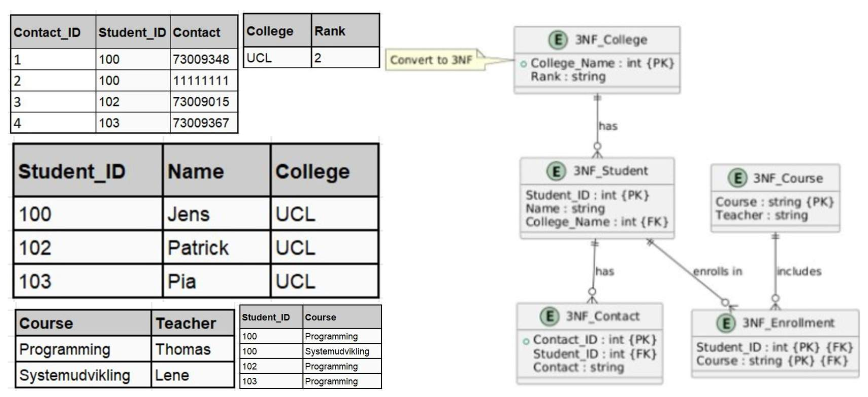 Contact_ID Student_ID Contact
1 100 73009348
2 100 11111111
3 102 73009015
4 103 73009367
College Rank
UCL 2
Student_ID Name College
100 Jens UCL
102 Patrick UCL
103 Pia UCL
Course Teacher
Programming Thomas
Systemudvikling Lene
Student_ID Course
100 Programming
100 Systemudvikling
102 Programming
103 Programming
Convert to 3NF
E 3NF_College
College_Name : int {PK}
Rank : string
has
E 3NF_Student
Student_ID : int {PK}
Name : string
College_Name : int {FK}
E 3NF_Course
Course : string {PK}
Teacher : string
has
enrolls in
includes
E 3NF_Contact
Contact_ID : int {PK}
Student_ID : int {FK}
Contact : string
E 3NF_Enrollment
Student_ID : int {PK} {FK}
Course : string {PK} {FK}